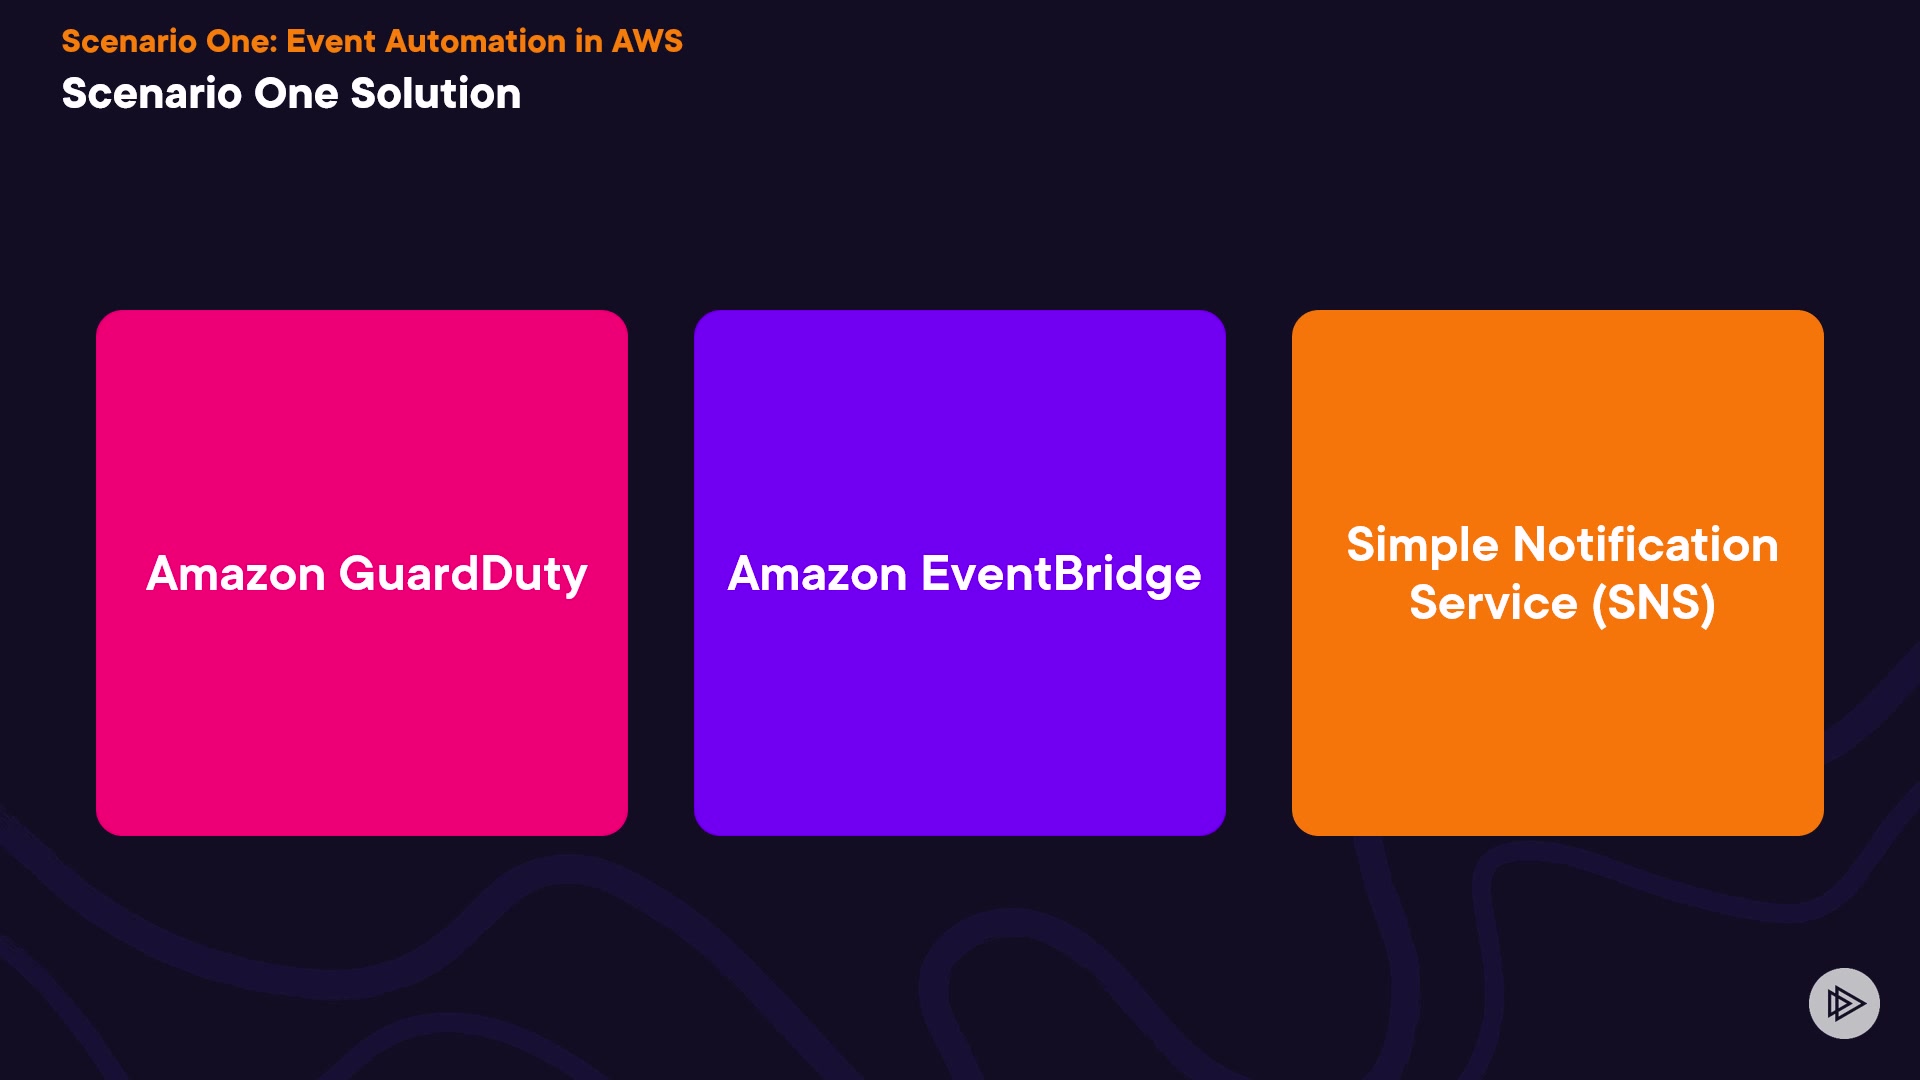 Scenario One: Event Automation in AWS
Scenario One Solution
Amazon GuardDuty
Amazon EventBridge
Simple Notification
Service (SNS)